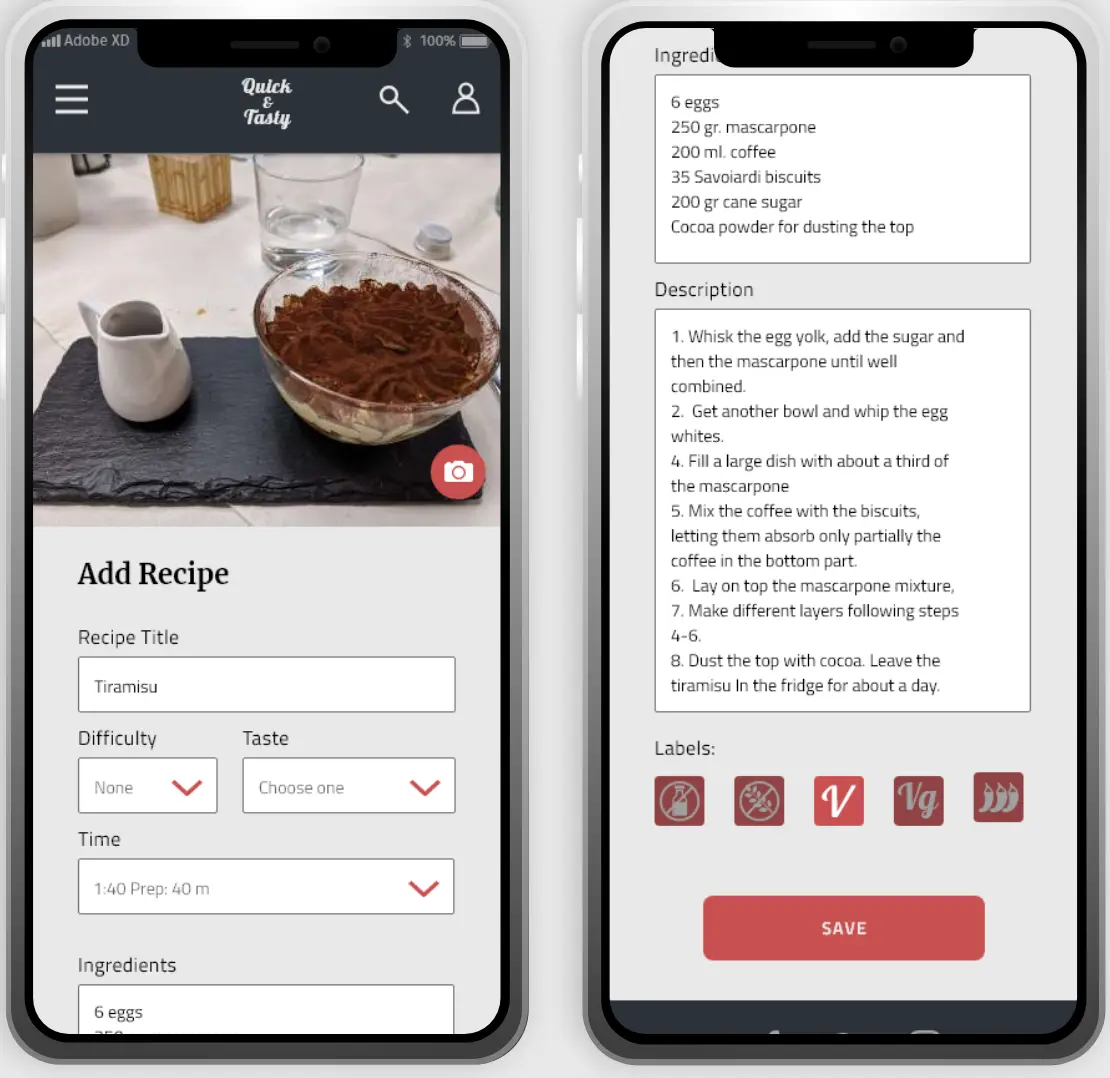 Adobe XD
100%
Quick
&
Tasty
Add Recipe
Recipe Title
Tiramisu
Difficulty
Taste
None
Choose one
Time
1:40 Prep: 40 m
Ingredients
6 eggs
250
Ingredi
6 eggs
250 gr. mascarpone
200 ml. coffee
35 Savoiardi biscuits
200 gr cane sugar
Cocoa powder for dusting the top
Description
1. Whisk the egg yolk, add the sugar and
then the mascarpone until well
combined.
2. Get another bowl and whip the egg
whites.
4. Fill a large dish with about a third of
the mascarpone
5. Mix the coffee with the biscuits,
letting them absorb only partially the
coffee in the bottom part.
6. Lay on top the mascarpone mixture,
7. Make different layers following steps
4-6.
8. Dust the top with cocoa. Leave the
tiramisu In the fridge for about a day.
Labels:
V
Vg
SAVE